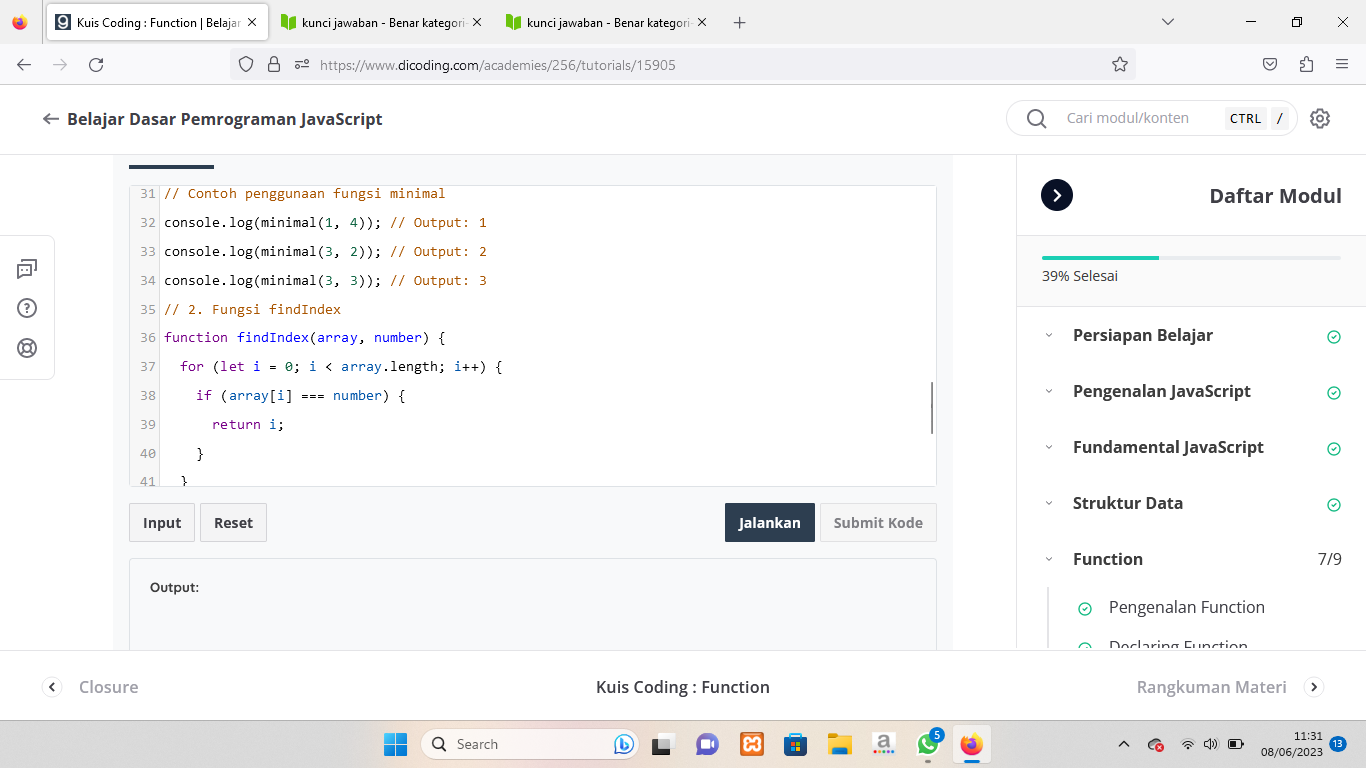 Kuis Coding : Function | Belajar
kunci jawaban - Benar kategori-
kunci jawaban - Benar kategori-
https://www.dicoding.com/academies/256/tutorials/15905
Belajar Dasar Pemrograman JavaScript
Cari modul/konten
CTRL
/
31 // Contoh penggunaan fungsi minimal
32 console.log(minimal(1, 4)); // Output: 1
33 console.log(minimal(3, 2)); // Output: 2
34 console.log(minimal(3, 3)); // Output: 3
35 // 2. Fungsi findIndex
36 function findIndex(array, number) {
37 for (let i = 0; i < array.length; i++) {
38 if (array[i] === number) {
39 return i;
40 }
41 }
Input
Reset
Jalankan
Submit Kode
Output:
Daftar Modul
39% Selesai
Persiapan Belajar
Pengenalan JavaScript
Fundamental JavaScript
Struktur Data
Function 7/9
Pengenalan Function
Declaring Function
Closure
Kuis Coding : Function
Rangkuman Materi
Search
5
11:31
08/06/2023
13